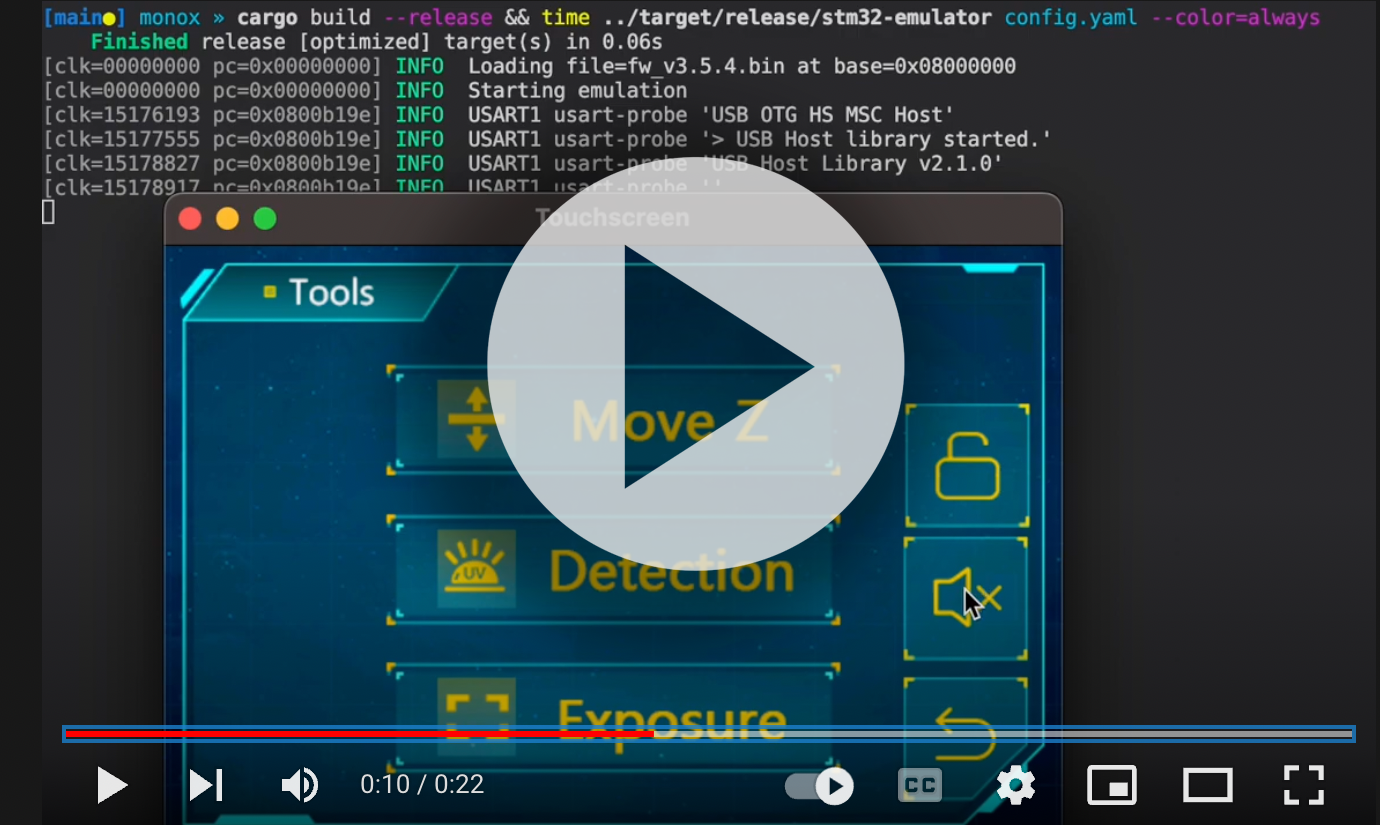 [main●] monox » cargo build --release && time ../target/release/stm32-emulator config.yaml --color=always
Finished release [optimized] target(s) in 0.06s
[clk=00000000 pc=0x00000000] INFO Loading file=fw_v3.5.4.bin at base=0x08000000
[clk=00000000 pc=0x00000000] INFO Starting emulation
[clk=15176193 pc=0x0800b19e] INFO USART1 usart-probe 'USB OTG HS MSC Host'
[clk=15177555 pc=0x0800b19e] INFO USART1 usart-probe '> USB Host library started.'
[clk=15178827 pc=0x0800b19e] INFO USART1 usart-probe 'USB Host Library v2.1.0'
[clk=15178917 pc=0x0800b19e] INFO USART1 usart-probe ''
Touchscreen
Tools
Move Z
UV
Detection
Exposure
0:10 / 0:22
CC